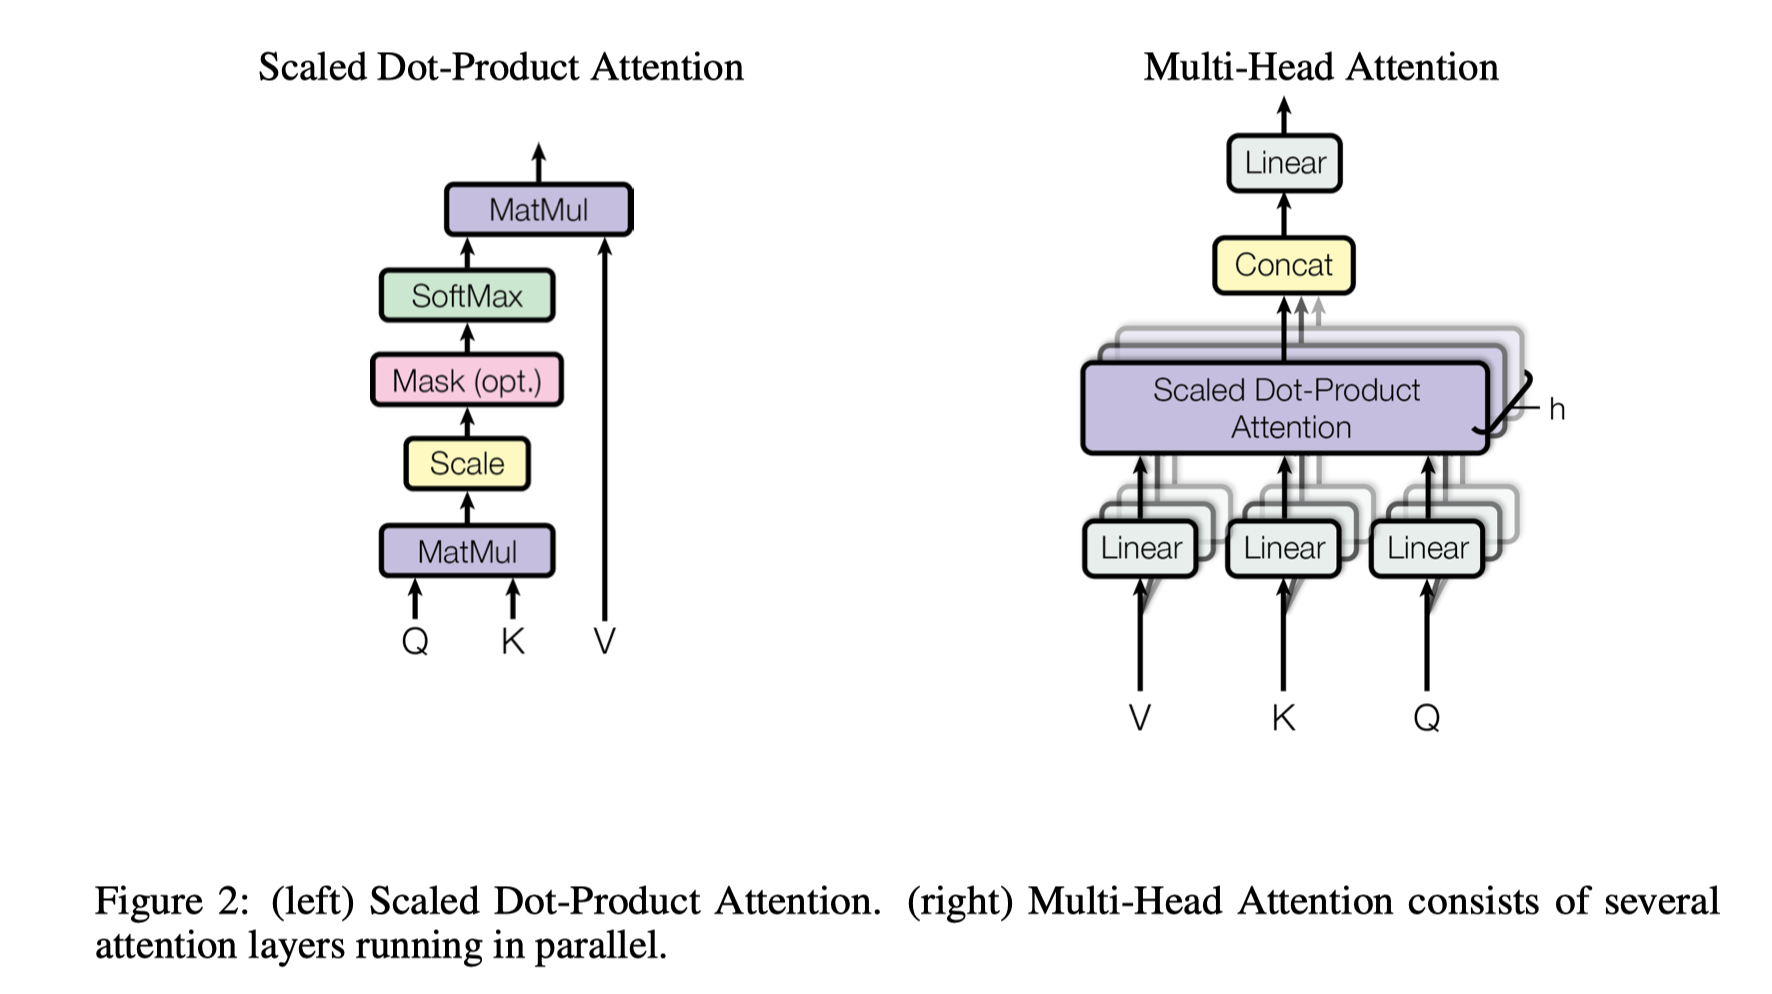 Scaled Dot-Product Attention
MatMul
SoftMax
Mask (opt.)
Scale
MatMul
Q K V
Multi-Head Attention
Linear
Concat
Scaled Dot-Product
Attention
h
Linear Linear Linear
V K Q
Figure 2: (left) Scaled Dot-Product Attention. (right) Multi-Head Attention consists of several
attention layers running in parallel.